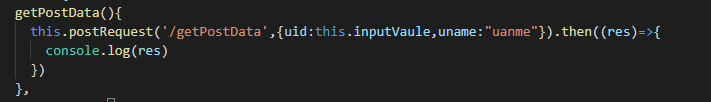 getPostData(){
this.postRequest('/getPostData',{uid:this.inputVaule,uname:"uanme"}).then((res)=>{
console.log(res)
})
},